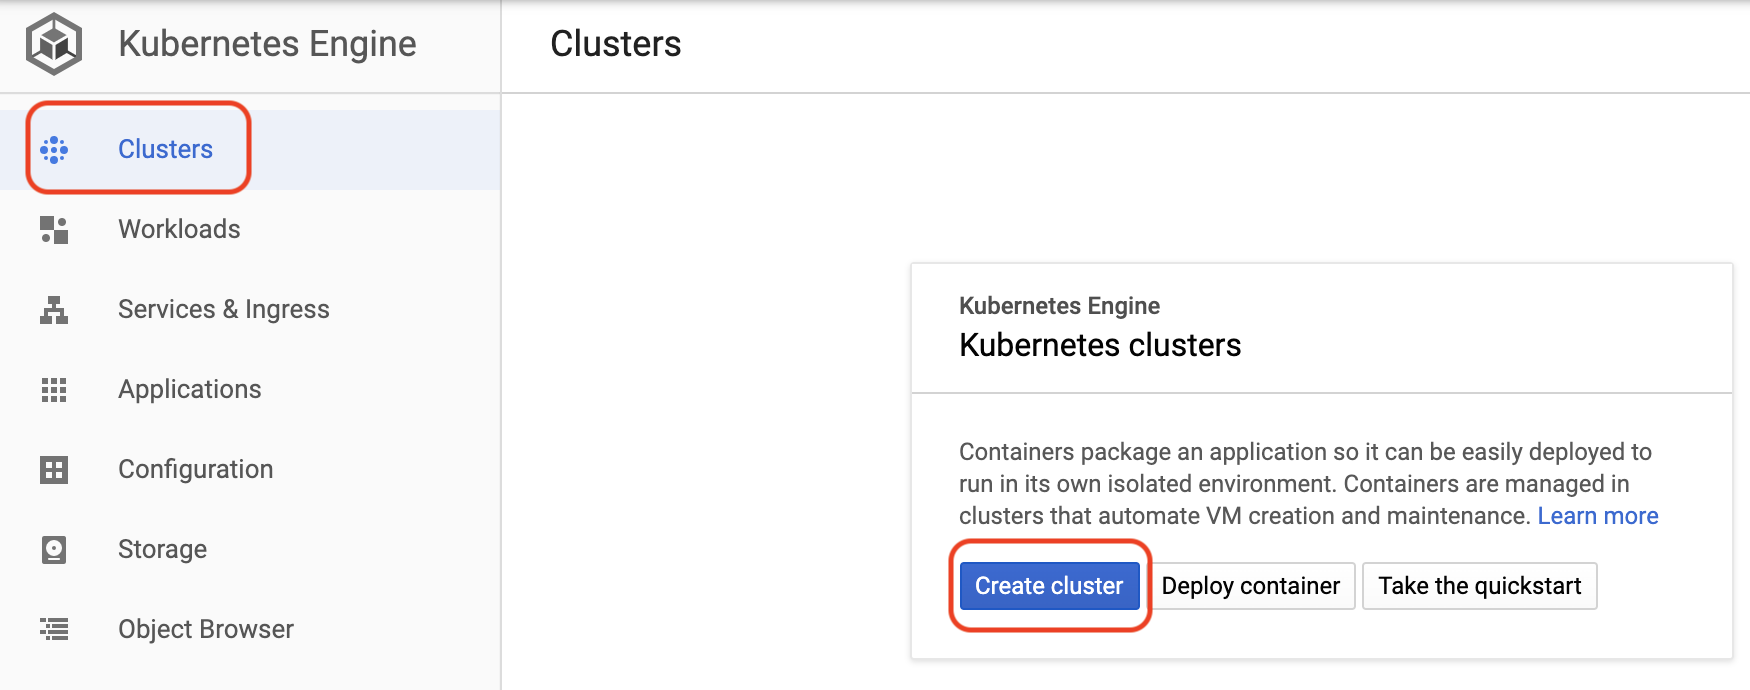 Kubernetes Engine
Clusters
Clusters
Workloads
Services & Ingress
Applications
Configuration
Storage
Object Browser
Kubernetes Engine
Kubernetes clusters
Containers package an application so it can be easily deployed to
run in its own isolated environment. Containers are managed in
clusters that automate VM creation and maintenance. Learn more
Create cluster
Deploy container
Take the quickstart